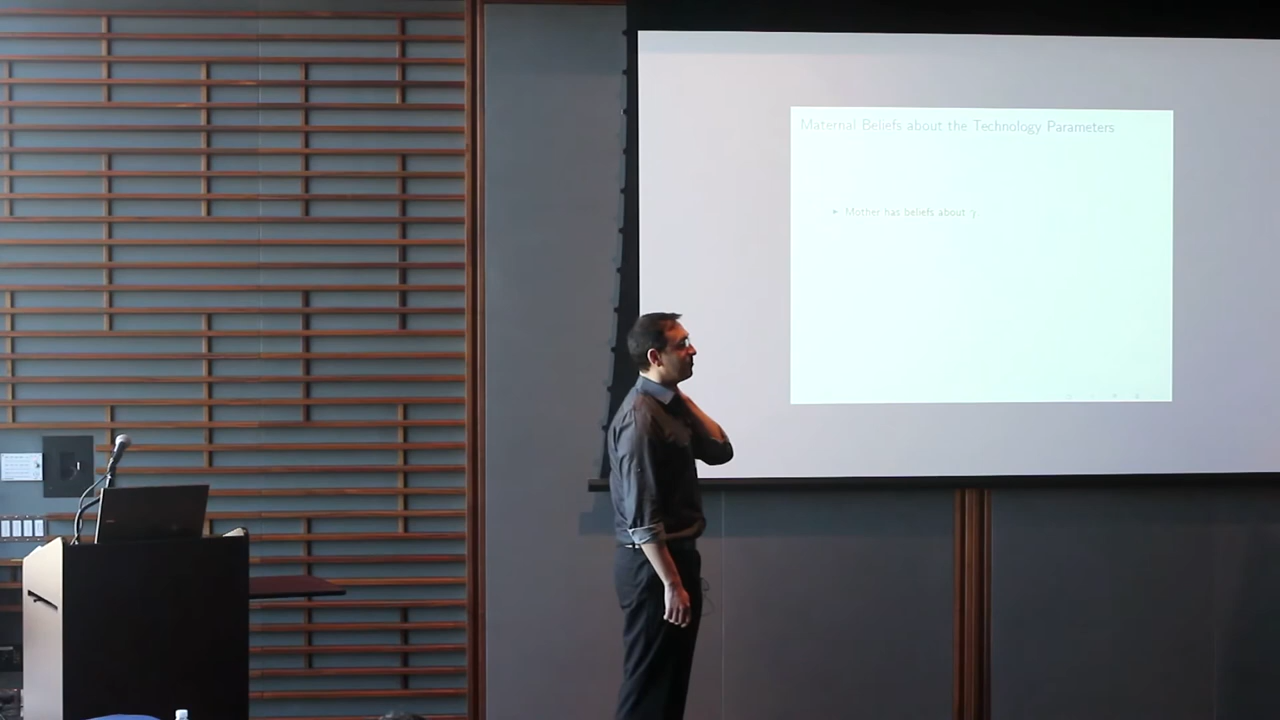 Maternal Beliefs about the Technology Parameters
Mother has beliefs about γ